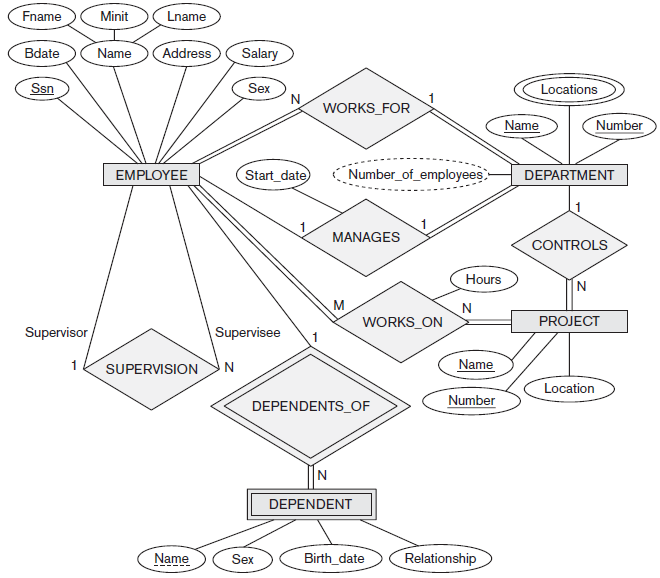 Fname
Minit
Lname
Bdate
Name
Address
Salary
Ssn
Sex
N
WORKS_FOR
1
Locations
Name
Number
EMPLOYEE
Start_date
Number_of_employees
DEPARTMENT
1
MANAGES
1
1
CONTROLS
N
Hours
M
WORKS_ON
N
PROJECT
Supervisor
Supervisee
1
1
SUPERVISION
N
Name
Number
Location
DEPENDENTS_OF
N
DEPENDENT
Name
Sex
Birth_date
Relationship